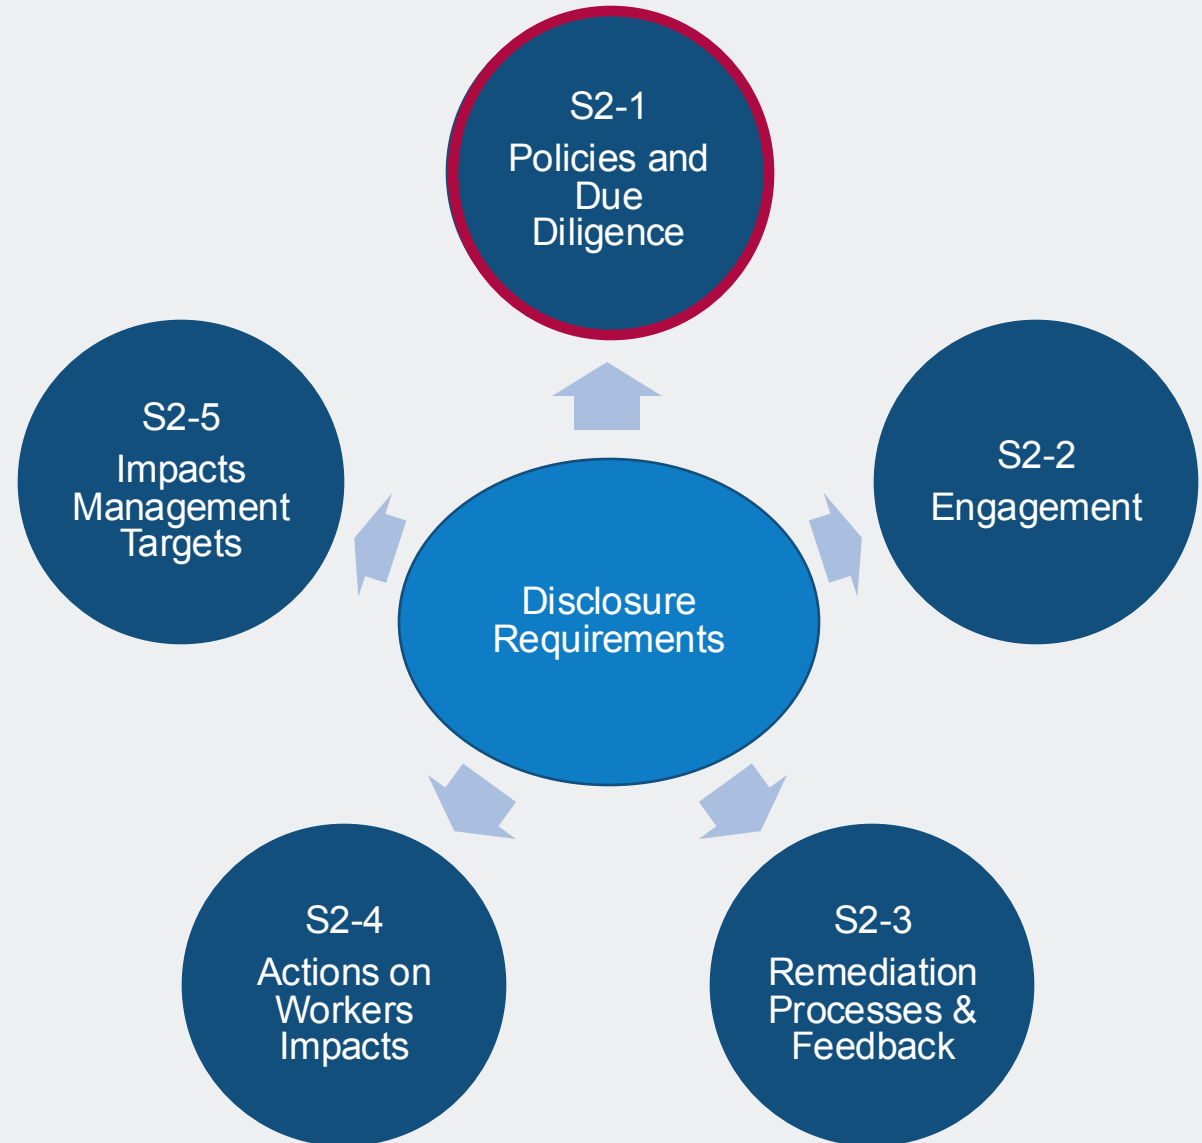 S2-1
Policies and
Due
Diligence
S2-5
Impacts
Management
Targets
S2-2
Engagement
Disclosure
Requirements
S2-4
Actions on
Workers
Impacts
S2-3
Remediation
Processes &
Feedback